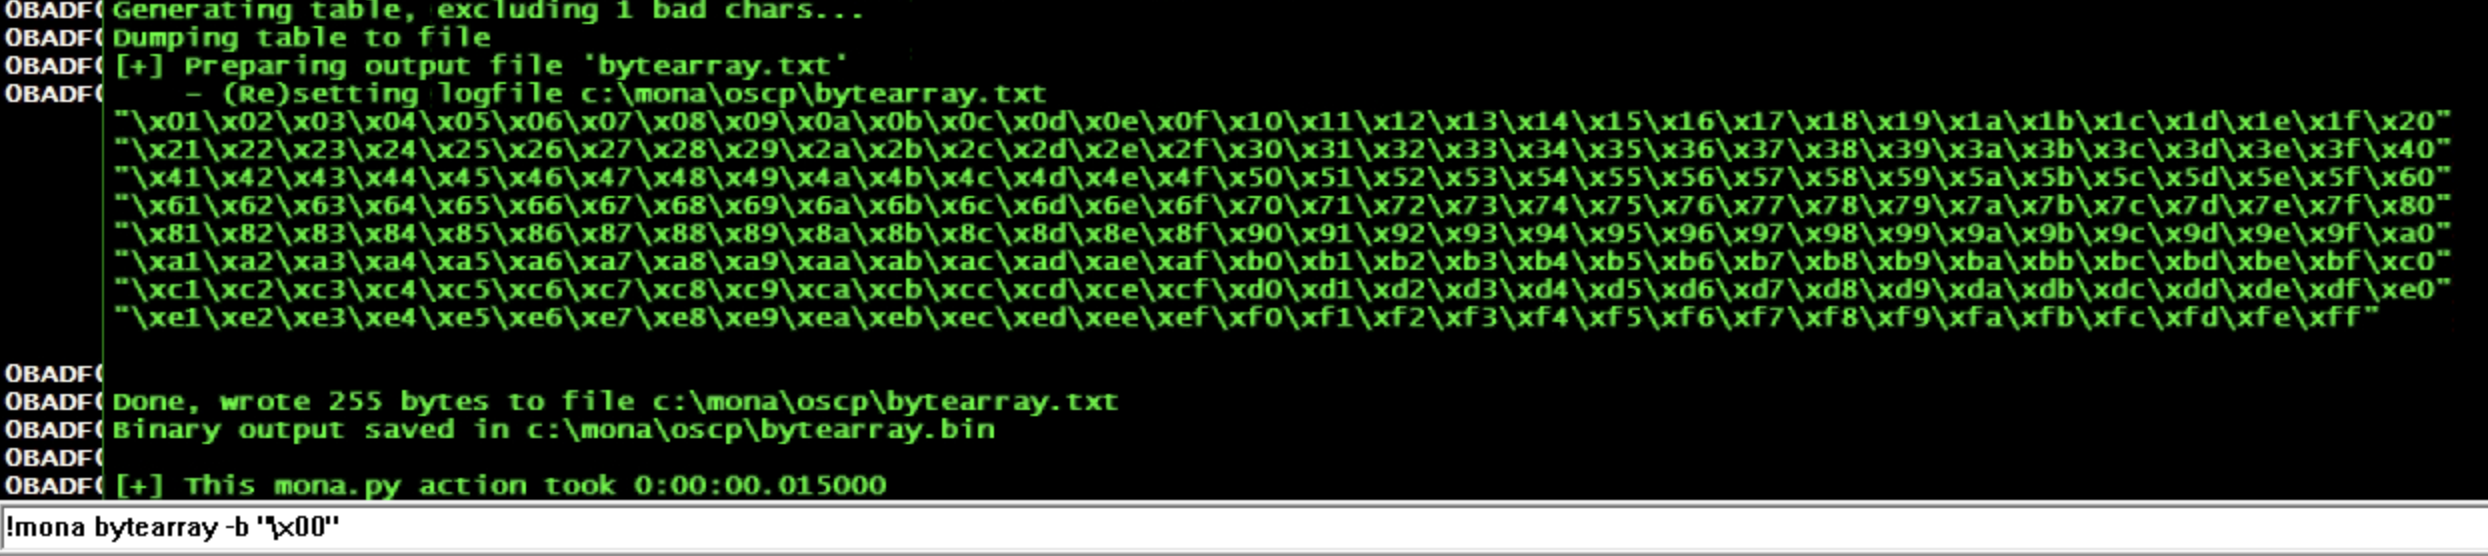 0BADF( Generating table, excluding 1 bad chars...
0BADF( Dumping table to file
0BADF( [+] Preparing output file 'bytearray.txt'
0BADF(     - (Re)setting logfile c:\mona\oscp\bytearray.txt
"\x01\x02\x03\x04\x05\x06\x07\x08\x09\x0a\x0b\x0c\x0d\x0e\x0f\x10\x11\x12\x13\x14\x15\x16\x17\x18\x19\x1a\x1b\x1c\x1d\x1e\x1f\x20"
"\x21\x22\x23\x24\x25\x26\x27\x28\x29\x2a\x2b\x2c\x2d\x2e\x2f\x30\x31\x32\x33\x34\x35\x36\x37\x38\x39\x3a\x3b\x3c\x3d\x3e\x3f\x40"
"\x41\x42\x43\x44\x45\x46\x47\x48\x49\x4a\x4b\x4c\x4d\x4e\x4f\x50\x51\x52\x53\x54\x55\x56\x57\x58\x59\x5a\x5b\x5c\x5d\x5e\x5f\x60"
"\x61\x62\x63\x64\x65\x66\x67\x68\x69\x6a\x6b\x6c\x6d\x6e\x6f\x70\x71\x72\x73\x74\x75\x76\x77\x78\x79\x7a\x7b\x7c\x7d\x7e\x7f\x80"
"\x81\x82\x83\x84\x85\x86\x87\x88\x89\x8a\x8b\x8c\x8d\x8e\x8f\x90\x91\x92\x93\x94\x95\x96\x97\x98\x99\x9a\x9b\x9c\x9d\x9e\x9f\xa0"
"\xa1\xa2\xa3\xa4\xa5\xa6\xa7\xa8\xa9\xaa\xab\xac\xad\xae\xaf\xb0\xb1\xb2\xb3\xb4\xb5\xb6\xb7\xb8\xb9\xba\xbb\xbc\xbd\xbe\xbf\xc0"
"\xc1\xc2\xc3\xc4\xc5\xc6\xc7\xc8\xc9\xca\xcb\xcc\xcd\xce\xcf\xd0\xd1\xd2\xd3\xd4\xd5\xd6\xd7\xd8\xd9\xda\xdb\xdc\xdd\xde\xdf\xe0"
"\xe1\xe2\xe3\xe4\xe5\xe6\xe7\xe8\xe9\xea\xeb\xec\xed\xee\xef\xf0\xf1\xf2\xf3\xf4\xf5\xf6\xf7\xf8\xf9\xfa\xfb\xfc\xfd\xfe\xff"
0BADF(
0BADF( Done, wrote 255 bytes to file c:\mona\oscp\bytearray.txt
0BADF( Binary output saved in c:\mona\oscp\bytearray.bin
0BADF(
0BADF( [+] This mona.py action took 0:00:00.015000
!mona bytearray -b "\x00"